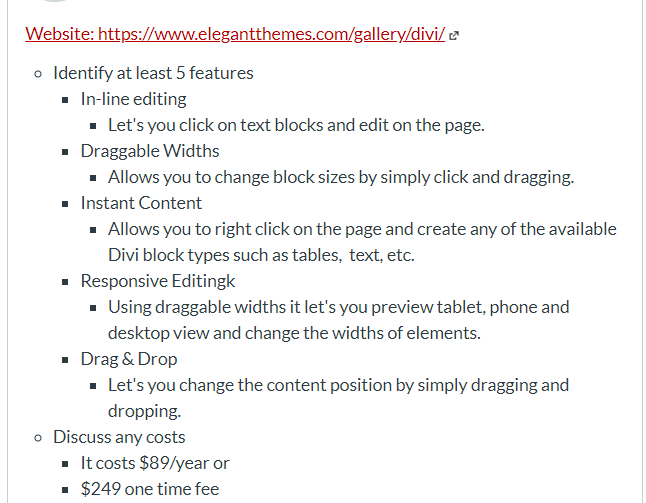 Website: https://www.elegantthemes.com/gallery/divi/
Identify at least 5 features
In-line editing
Let's you click on text blocks and edit on the page.
Draggable Widths
Allows you to change block sizes by simply click and dragging.
Instant Content
Allows you to right click on the page and create any of the available
Divi block types such as tables, text, etc.
Responsive Editingk
Using draggable widths it let's you preview tablet, phone and
desktop view and change the widths of elements.
Drag & Drop
Let's you change the content position by simply dragging and
dropping.
Discuss any costs
It costs $89/year or
$249 one time fee